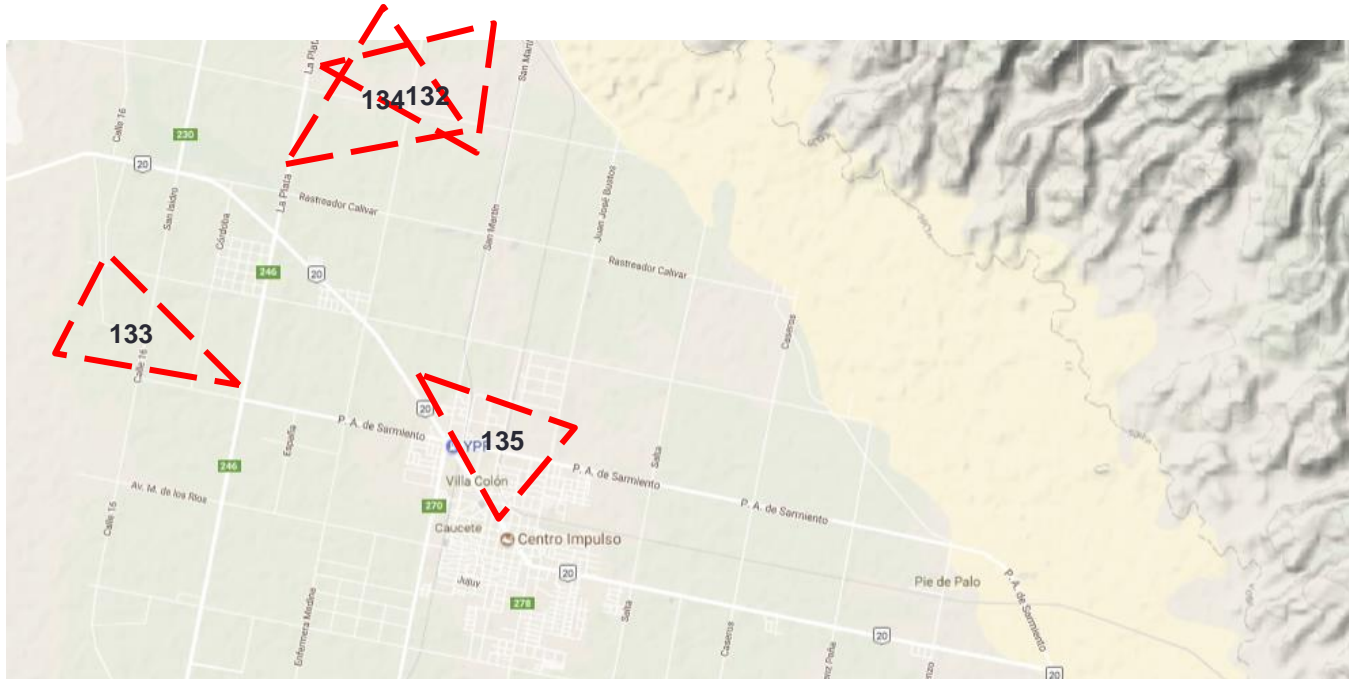 La Plata
San Martín
134
132
Calle 16
230
20
La Plata
Rastreador Calivar
San Isidro
Córdoba
San Martín
Juan José Bustos
Rastreador Calivar
246
20
133
Calle 16
Caseros
20
P. A. de Sarmiento
España
YPF
135
Salta
P. A. de Sarmiento
246
Villa Colón
Av. M. de los Ríos
270
P. A. de Sarmiento
Calle 16
Caucete
Centro Impulso
Jujuy
20
Pie de Palo
P. A. de Sarmiento
278
Enfermera Medina
Salta
Caseros
20
20